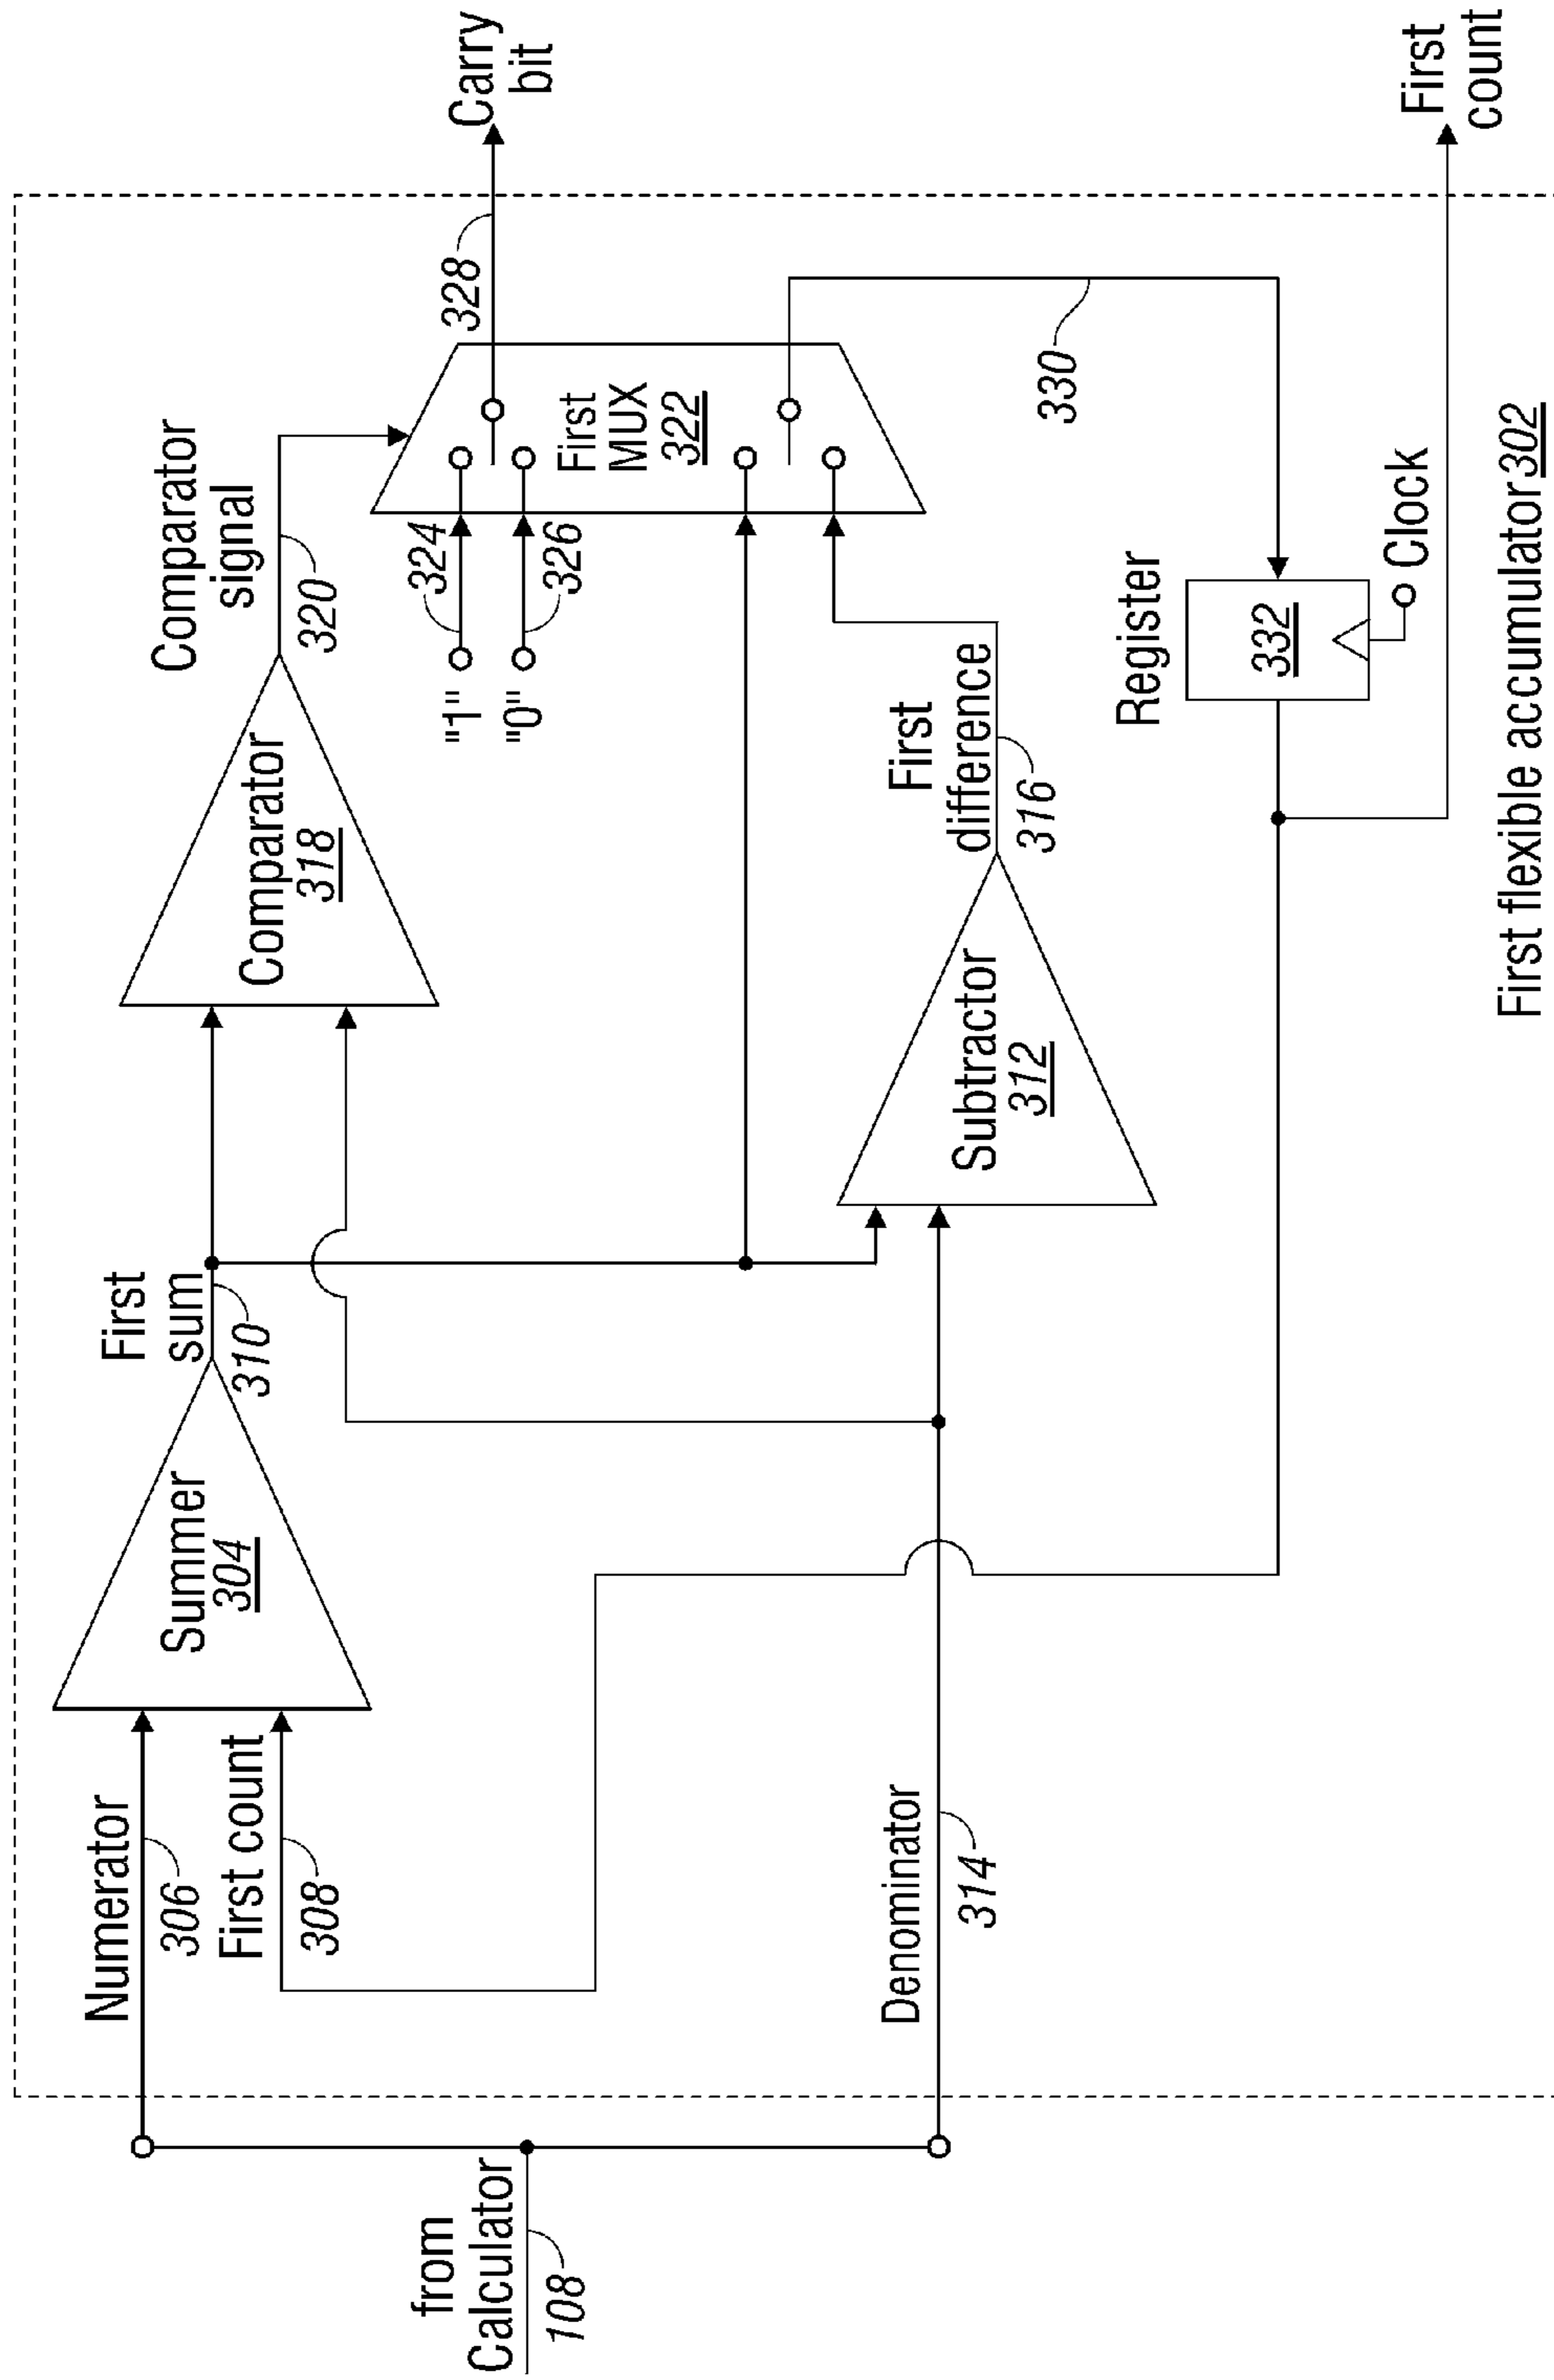 from
Calculator
108
Numerator
306
First count
308
Denominator
314
Summer
304
First
sum
310
Comparator
318
Comparator
signal
320
Subtractor
312
First
difference
316
"1"
"0"
324
326
First
MUX
322
328
Carry
bit
330
Register
332
Clock
First
count
First flexible accumulator 302